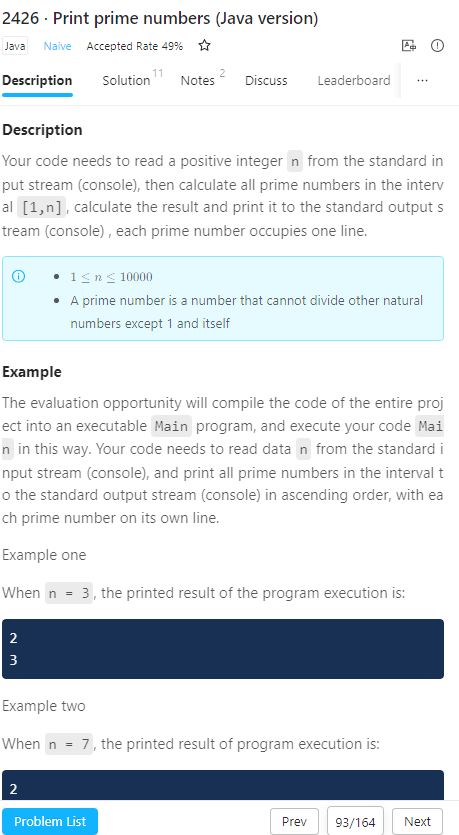 2426 · Print prime numbers (Java version)
Java Naive Accepted Rate 49%
Description Solution 11 Notes 2 Discuss Leaderboard ...
Description
Your code needs to read a positive integer n from the standard in
put stream (console), then calculate all prime numbers in the interv
al [1,n], calculate the result and print it to the standard output s
tream (console) , each prime number occupies one line.
• 1 ≤ n ≤ 10000
• A prime number is a number that cannot divide other natural
numbers except 1 and itself
Example
The evaluation opportunity will compile the code of the entire proj
ect into an executable Main program, and execute your code Mai
n in this way. Your code needs to read data n from the standard i
nput stream (console), and print all prime numbers in the interval t
o the standard output stream (console) in ascending order, with ea
ch prime number on its own line.
Example one
When n = 3, the printed result of the program execution is:
2
3
Example two
When n = 7, the printed result of program execution is:
2
Problem List Prev 93/164 Next